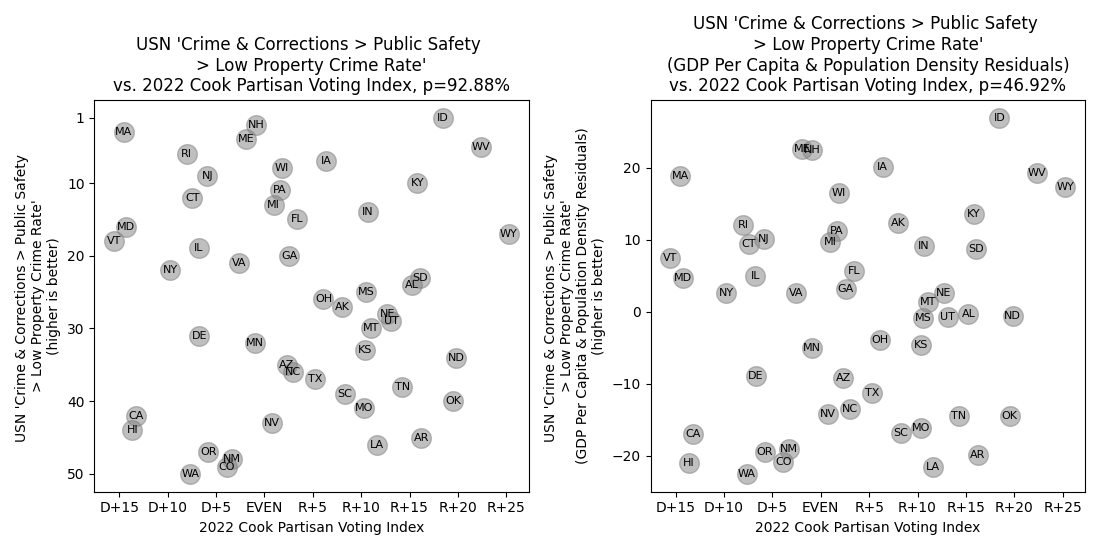 USN 'Crime & Corrections > Public Safety
> Low Property Crime Rate'
vs. 2022 Cook Partisan Voting Index, p=92.88%
USN 'Crime & Corrections > Public Safety
> Low Property Crime Rate'
(higher is better)
1
10
20
30
40
50
D+15 D+10 D+5 EVEN R+5 R+10 R+15 R+20 R+25
2022 Cook Partisan Voting Index
ID
NH
MA
ME
WV
RI
IA
WI
NJ
KY
PA
CT
MI
IN
FL
MD
WY
VT
IL
GA
VA
NY
SD
AL
MS
OH
AK
NE
UT
MT
DE
MN
KS
ND
AZ
NC
TX
TN
SC
OK
MO
CA
NV
HI
AR
LA
OR
NM
CO
WA
USN 'Crime & Corrections > Public Safety
> Low Property Crime Rate'
(GDP Per Capita & Population Density Residuals)
vs. 2022 Cook Partisan Voting Index, p=46.92%
USN 'Crime & Corrections > Public Safety
> Low Property Crime Rate'
(GDP Per Capita & Population Density Residuals)
(higher is better)
20
10
0
−10
−20
D+15 D+10 D+5 EVEN R+5 R+10 R+15 R+20 R+25
2022 Cook Partisan Voting Index
ID
ME
NH
IA
WV
MA
WY
WI
KY
AK
RI
PA
NJ
MI
CT
IN
SD
VT
FL
IL
MD
GA
NE
VA
NY
MT
AL
ND
UT
MS
OH
KS
MN
DE
AZ
TX
NC
NV
TN
OK
MO
SC
CA
NM
OR
AR
CO
HI
LA
WA